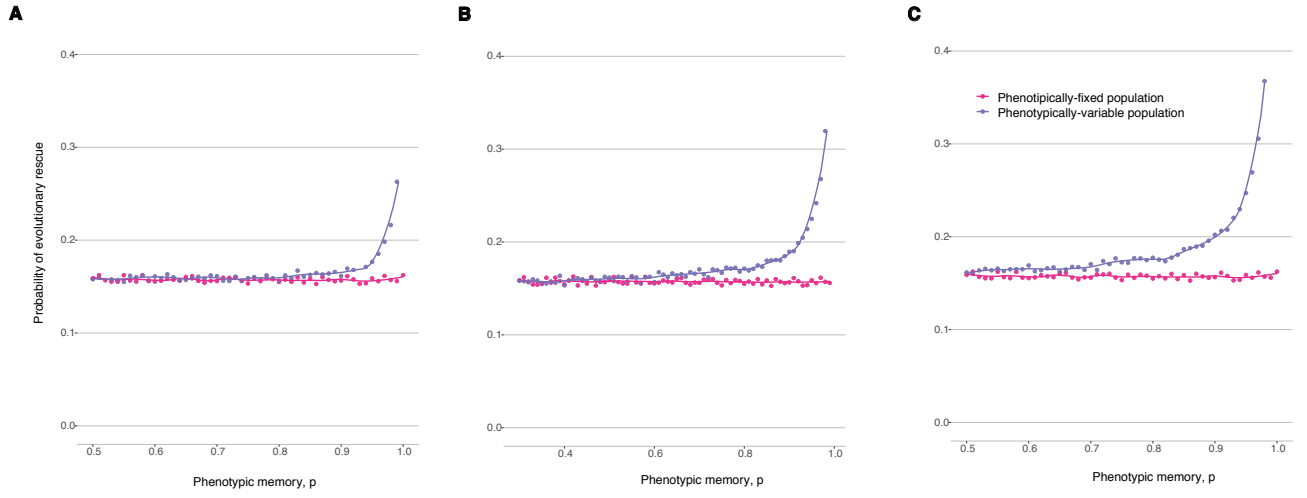 A
B
C
Probability of evolutionary rescue
0.4
0.3
0.2
0.1
0.0
0.5 0.6 0.7 0.8 0.9 1.0
Phenotypic memory, p
0.4
0.3
0.2
0.1
0.0
0.4 0.6 0.8 1.0
Phenotypic memory, p
0.4
0.3
0.2
0.1
0.0
Phenotipically-fixed population
Phenotypically-variable population
0.5 0.6 0.7 0.8 0.9 1.0
Phenotypic memory, p